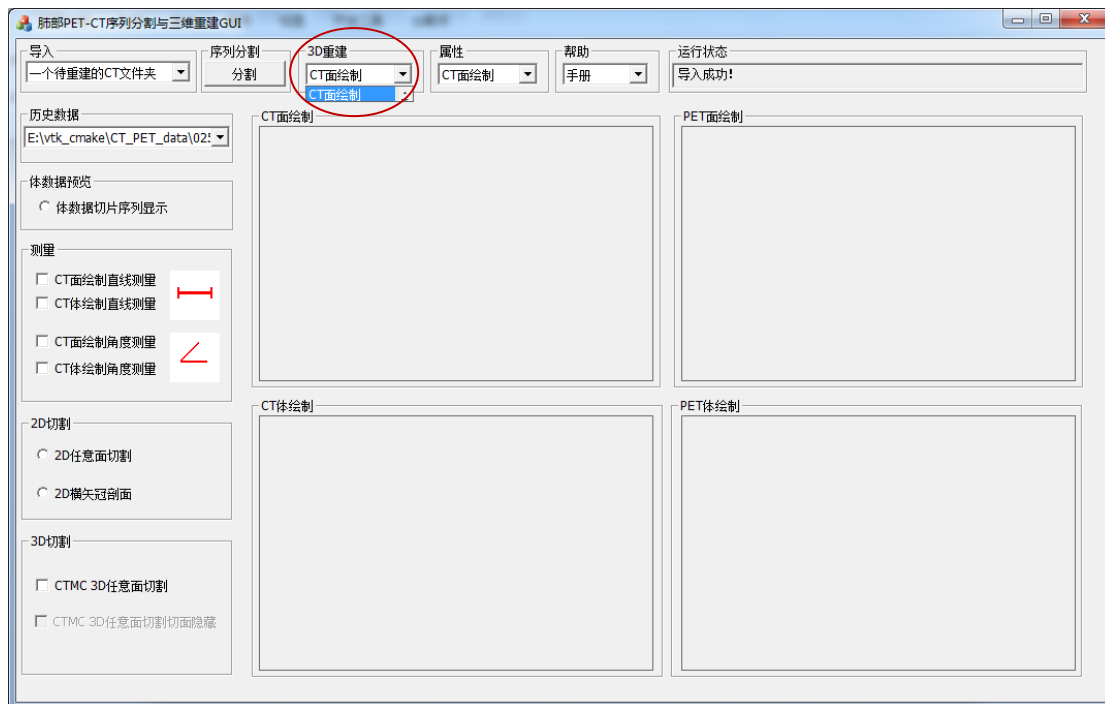 肺部PET-CT序列分割与三维重建GUI
导入
序列分割
3D重建
属性
帮助
运行状态
一个待重建的CT文件夹
分割
CT面绘制
CT面绘制
手册
导入成功!
CT面绘制
历史数据
E:\vtk_cmake\CT_PET_data\025
体数据预览
体数据切片序列显示
测量
CT面绘制直线测量
CT体绘制直线测量
CT面绘制角度测量
CT体绘制角度测量
2D切割
2D任意面切割
2D横矢冠剖面
3D切割
CTMC 3D任意面切割
CTMC 3D任意面切割切面隐藏
CT面绘制
PET面绘制
CT体绘制
PET体绘制